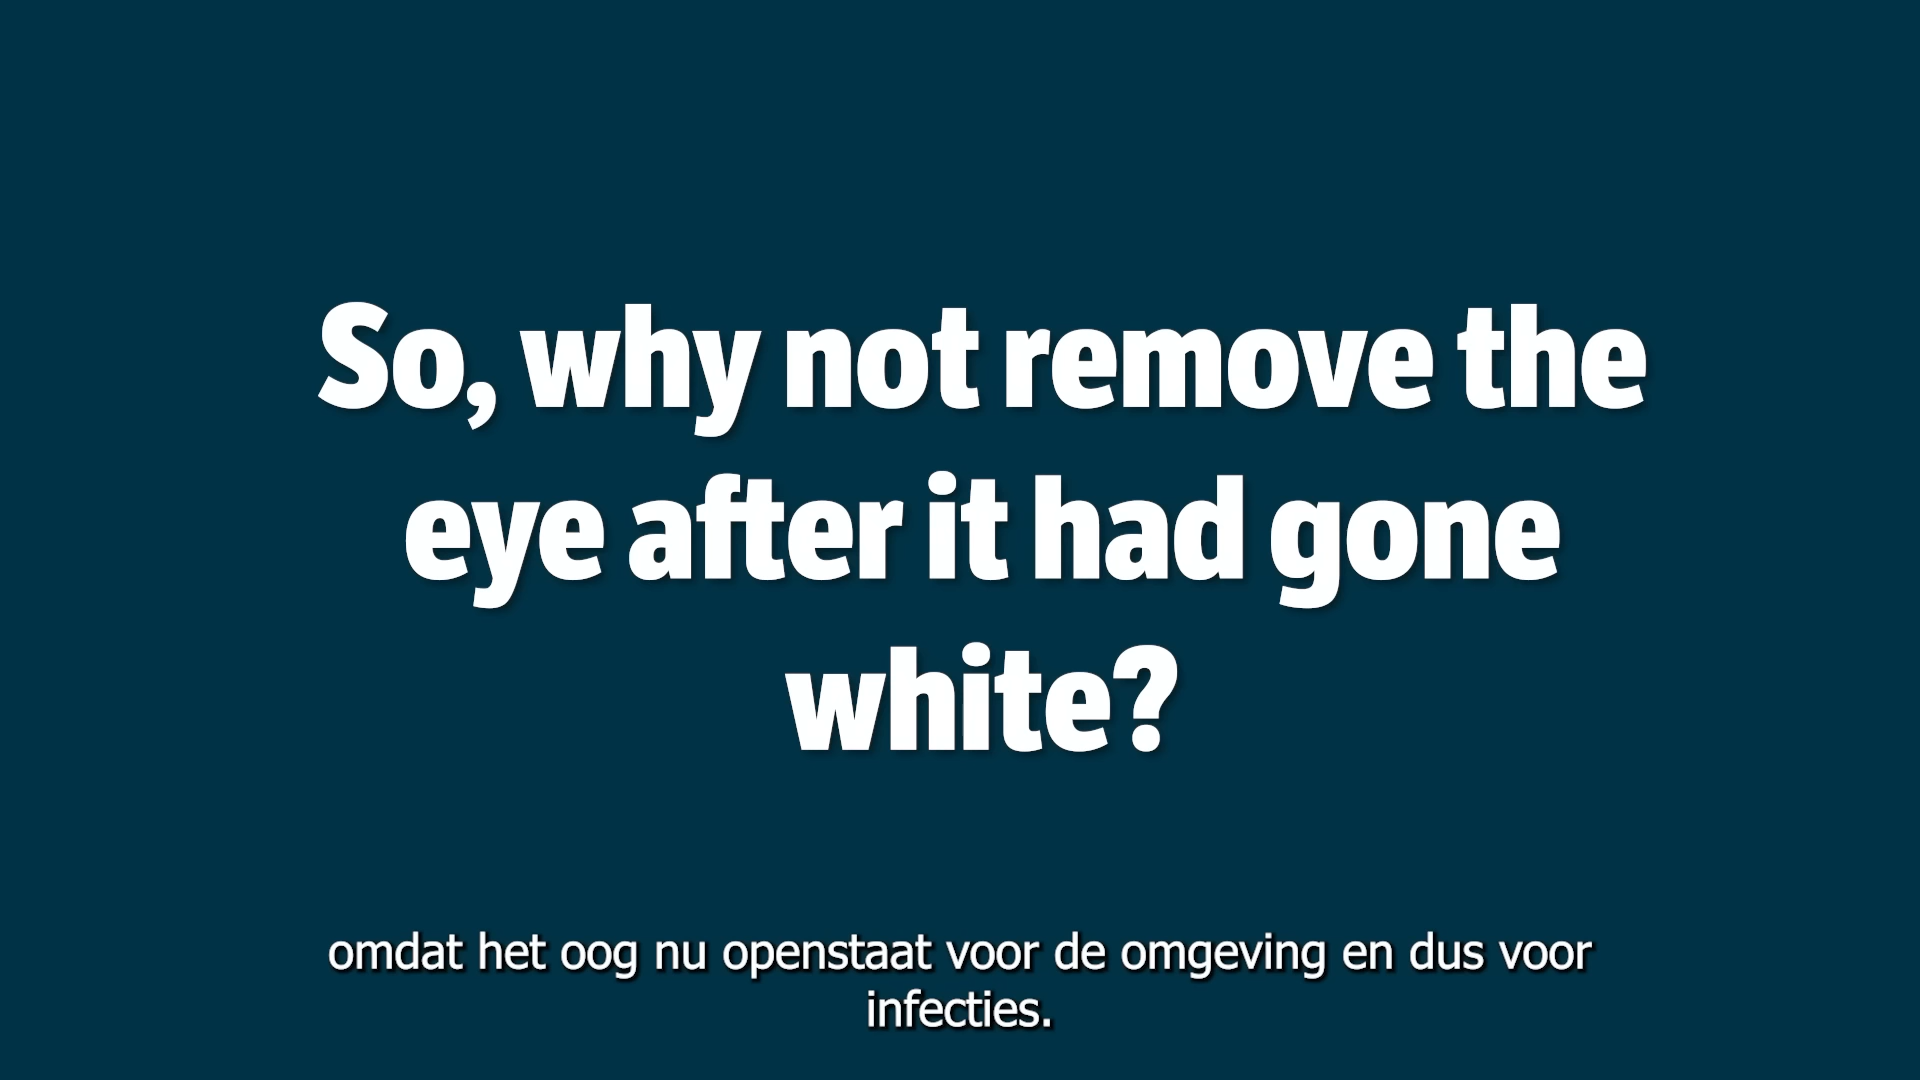 So, why not remove the
eye after it had gone
white?
omdat het oog nu openstaat voor de omgeving en dus voor
infecties.